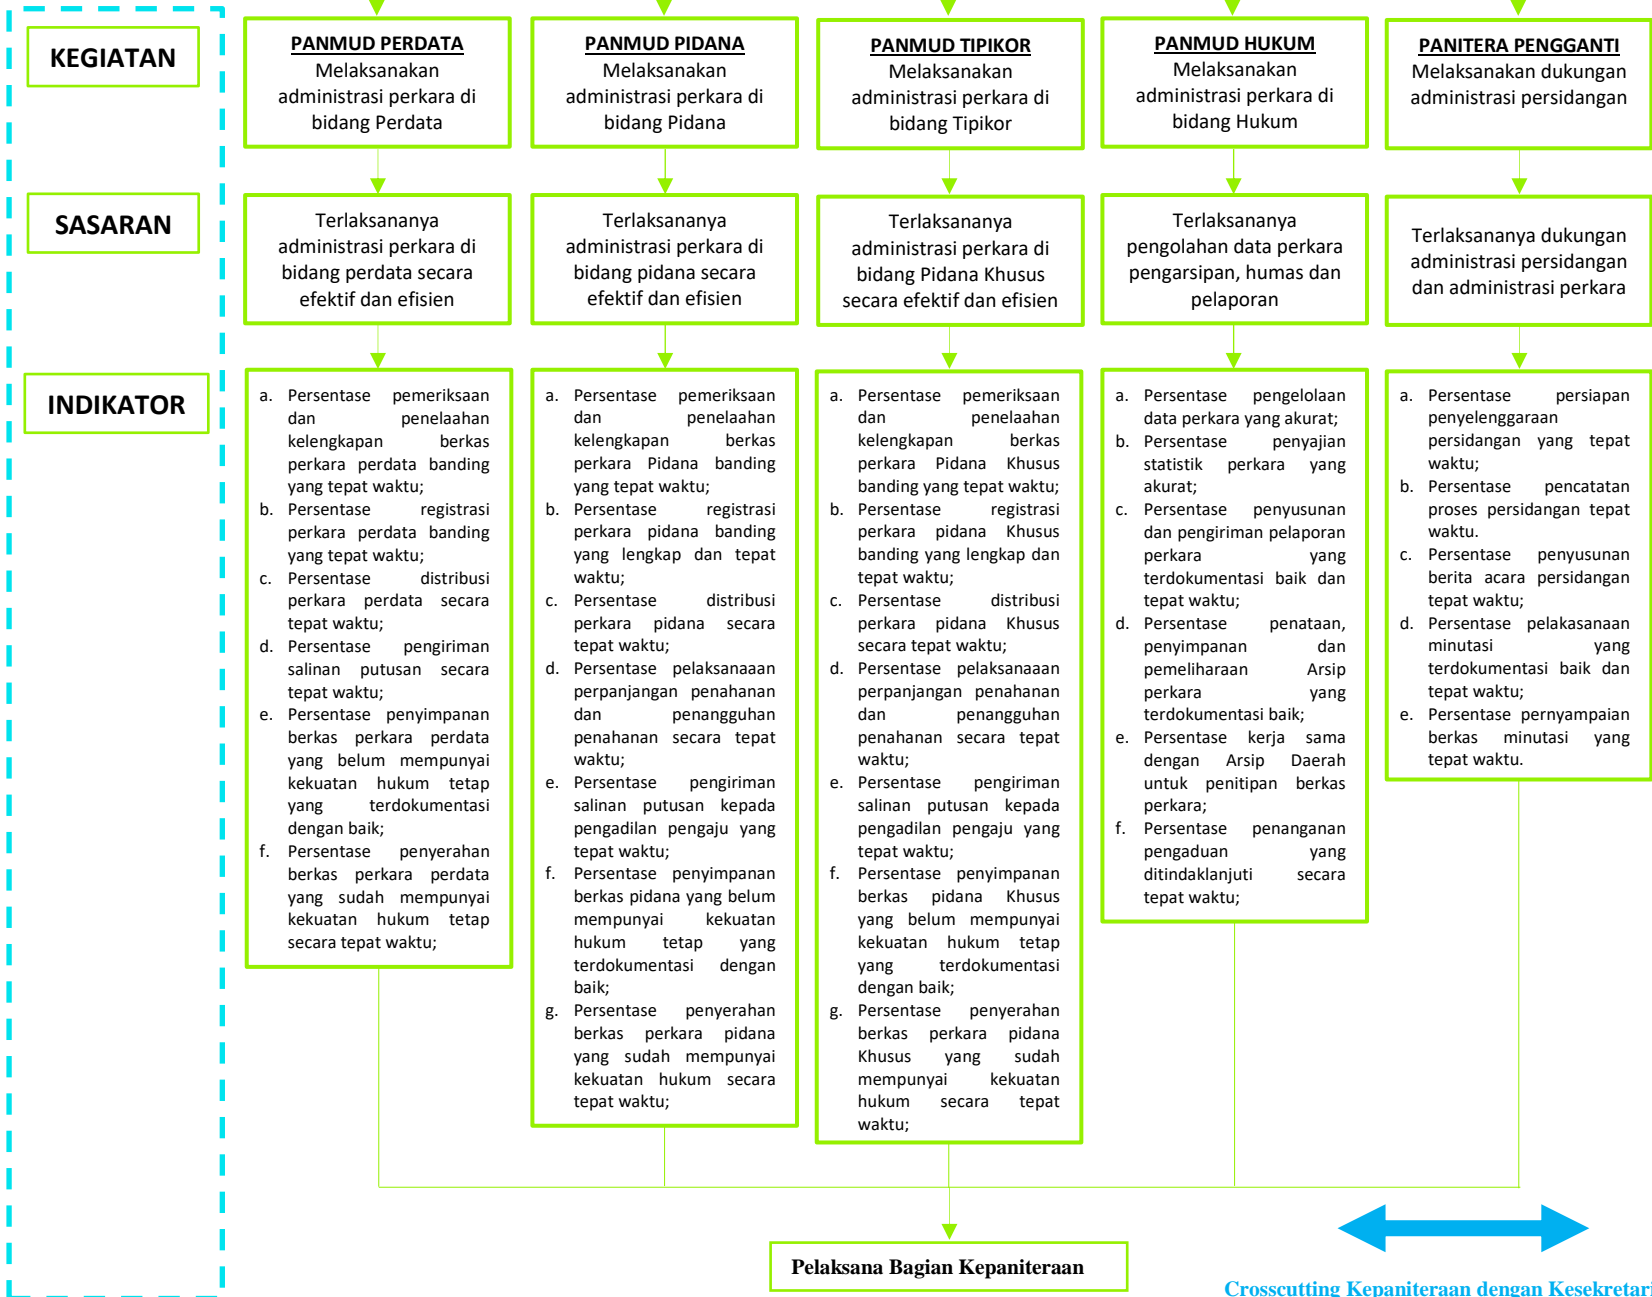 KEGIATAN
PANMUD PERDATA
Melaksanakan
administrasi perkara di
bidang Perdata
PANMUD PIDANA
Melaksanakan
administrasi perkara di
bidang Pidana
PANMUD TIPIKOR
Melaksanakan
administrasi perkara di
bidang Tipikor
PANMUD HUKUM
Melaksanakan
administrasi perkara di
bidang Hukum
PANITERA PENGGANTI
Melaksanakan dukungan
administrasi persidangan
SASARAN
Terlaksananya
administrasi perkara di
bidang perdata secara
efektif dan efisien
Terlaksananya
administrasi perkara di
bidang pidana secara
efektif dan efisien
Terlaksananya
administrasi perkara di
bidang Pidana Khusus
secara efektif dan efisien
Terlaksananya
pengolahan data perkara
pengarsipan, humas dan
pelaporan
Terlaksananya dukungan
administrasi persidangan
dan administrasi perkara
INDIKATOR
a. Persentase pemeriksaan
dan penelaahan
kelengkapan berkas
perkara perdata banding
yang tepat waktu;
b. Persentase registrasi
perkara perdata banding
yang tepat waktu;
c. Persentase distribusi
perkara perdata secara
tepat waktu;
d. Persentase pengiriman
salinan putusan secara
tepat waktu;
e. Persentase penyimpanan
berkas perkara perdata
yang belum mempunyai
kekuatan hukum tetap
yang terdokumentasi
dengan baik;
f. Persentase penyerahan
berkas perkara perdata
yang sudah mempunyai
kekuatan hukum tetap
secara tepat waktu;
a. Persentase pemeriksaan
dan penelaahan
kelengkapan berkas
perkara Pidana banding
yang tepat waktu;
b. Persentase registrasi
perkara pidana banding
yang lengkap dan tepat
waktu;
c. Persentase distribusi
perkara pidana secara
tepat waktu;
d. Persentase pelaksanaaan
perpanjangan penahanan
dan penangguhan
penahanan secara tepat
waktu;
e. Persentase pengiriman
salinan putusan kepada
pengadilan pengaju yang
tepat waktu;
f. Persentase penyimpanan
berkas pidana yang belum
mempunyai kekuatan
hukum tetap yang
terdokumentasi dengan
baik;
g. Persentase penyerahan
berkas perkara pidana
yang sudah mempunyai
kekuatan hukum secara
tepat waktu;
a. Persentase pemeriksaan
dan penelaahan
kelengkapan berkas
perkara Pidana Khusus
banding yang tepat waktu;
b. Persentase registrasi
perkara pidana Khusus
banding yang lengkap dan
tepat waktu;
c. Persentase distribusi
perkara pidana Khusus
secara tepat waktu;
d. Persentase pelaksanaaan
perpanjangan penahanan
dan penangguhan
penahanan secara tepat
waktu;
e. Persentase pengiriman
salinan putusan kepada
pengadilan pengaju yang
tepat waktu;
f. Persentase penyimpanan
berkas pidana Khusus
yang belum mempunyai
kekuatan hukum tetap
yang terdokumentasi
dengan baik;
g. Persentase penyerahan
berkas perkara pidana
Khusus yang sudah
mempunyai kekuatan
hukum secara tepat
waktu;
a. Persentase pengelolaan
data perkara yang akurat;
b. Persentase penyajian
statistik perkara yang
akurat;
c. Persentase penyusunan
dan pengiriman pelaporan
perkara yang
terdokumentasi baik dan
tepat waktu;
d. Persentase penataan,
penyimpanan dan
pemeliharaan Arsip
perkara yang
terdokumentasi baik;
e. Persentase kerja sama
dengan Arsip Daerah
untuk penitipan berkas
perkara;
f. Persentase penanganan
pengaduan yang
ditindaklanjuti secara
tepat waktu;
a. Persentase persiapan
penyelenggaraan
persidangan yang tepat
waktu;
b. Persentase pencatatan
proses persidangan tepat
waktu.
c. Persentase penyusunan
berita acara persidangan
tepat waktu;
d. Persentase pelakasanaan
minutasi yang
terdokumentasi baik dan
tepat waktu;
e. Persentase pernyampaian
berkas minutasi yang
tepat waktu.
Pelaksana Bagian Kepaniteraan
Crosscutting Kepaniteraan dengan Kesekretari